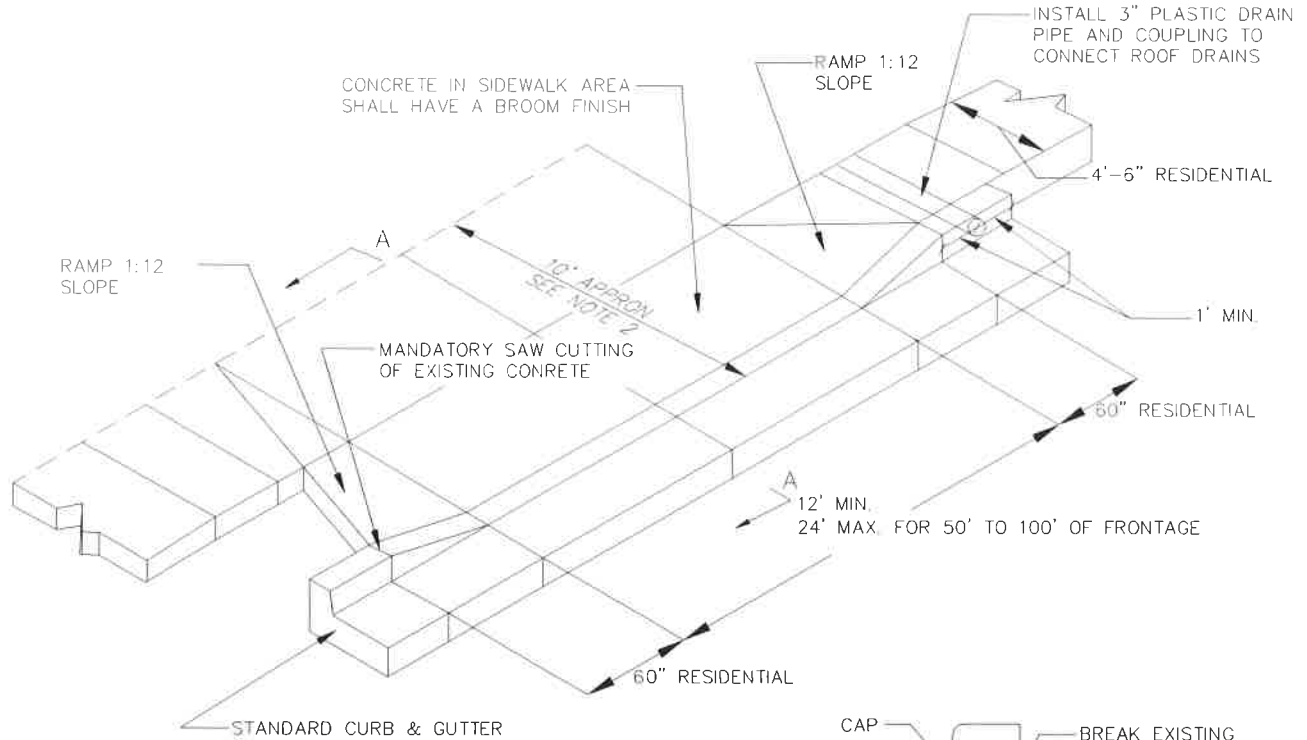 INSTALL 3" PLASTIC DRAIN
PIPE AND COUPLING TO
CONNECT ROOF DRAINS
RAMP 1:12
SLOPE
CONCRETE IN SIDEWALK AREA
SHALL HAVE A BROOM FINISH
4'-6" RESIDENTIAL
A
RAMP 1:12
SLOPE
10' APPRON
SEE NOTE 2
1' MIN.
MANDATORY SAW CUTTING
OF EXISTING CONRETE
60" RESIDENTIAL
A
12' MIN.
24' MAX. FOR 50' TO 100' OF FRONTAGE
60" RESIDENTIAL
STANDARD CURB & GUTTER
CAP
BREAK EXISTING